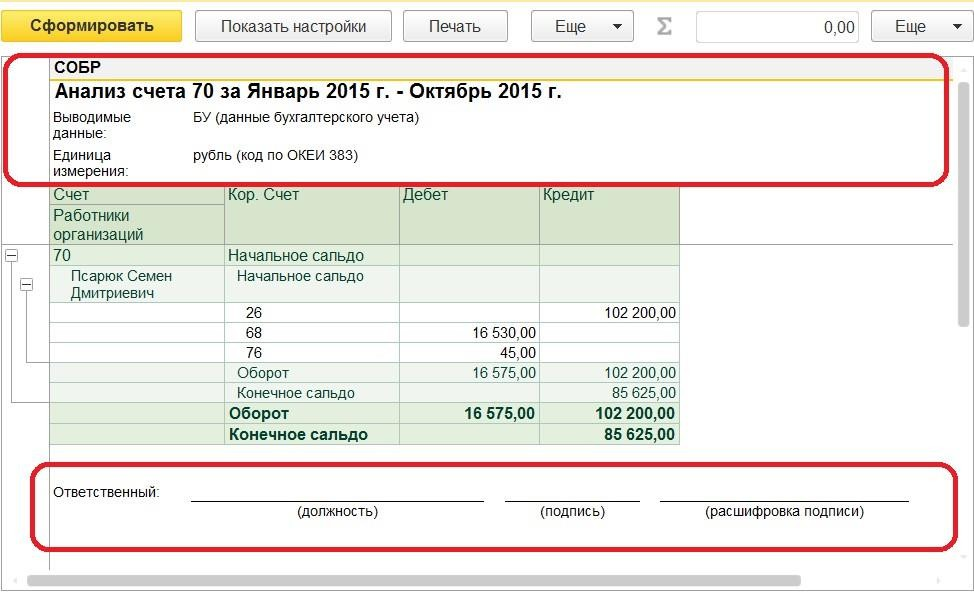 Сформировать Показать настройки Печать Еще Σ 0,00 Еще
СОБР
Анализ счета 70 за Январь 2015 г. - Октябрь 2015 г.
Выводимые БУ (данные бухгалтерского учета)
данные:
Единица рубль (код по ОКЕИ 383)
измерения:
Счет Кор. Счет Дебет Кредит
Работники
организаций
70 Начальное сальдо
Псарюк Семен Начальное сальдо
Дмитриевич
26 102 200,00
68 16 530,00
76 45,00
Оборот 16 575,00 102 200,00
Конечное сальдо 85 625,00
Оборот 16 575,00 102 200,00
Конечное сальдо 85 625,00
Ответственный:
(должность) (подпись) (расшифровка подписи)